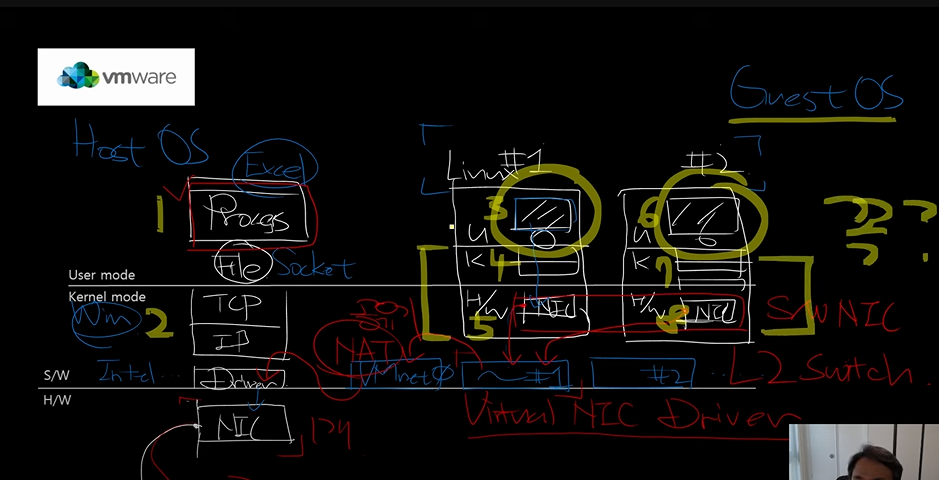 vmware
Guest OS
Host OS
Excel
Linux #1
#2
1
Process
3
6
U
U
File Socket
K 4
K 7
User mode
Kernel mode
Win 2
TCP
IP
H/W NIC
5
H/W NIC
8
S/W NIC
NAT
Intel
Driver
VMnet0
~#1
#2
L2 Switch
S/W
H/W
NIC
Virtual NIC Driver